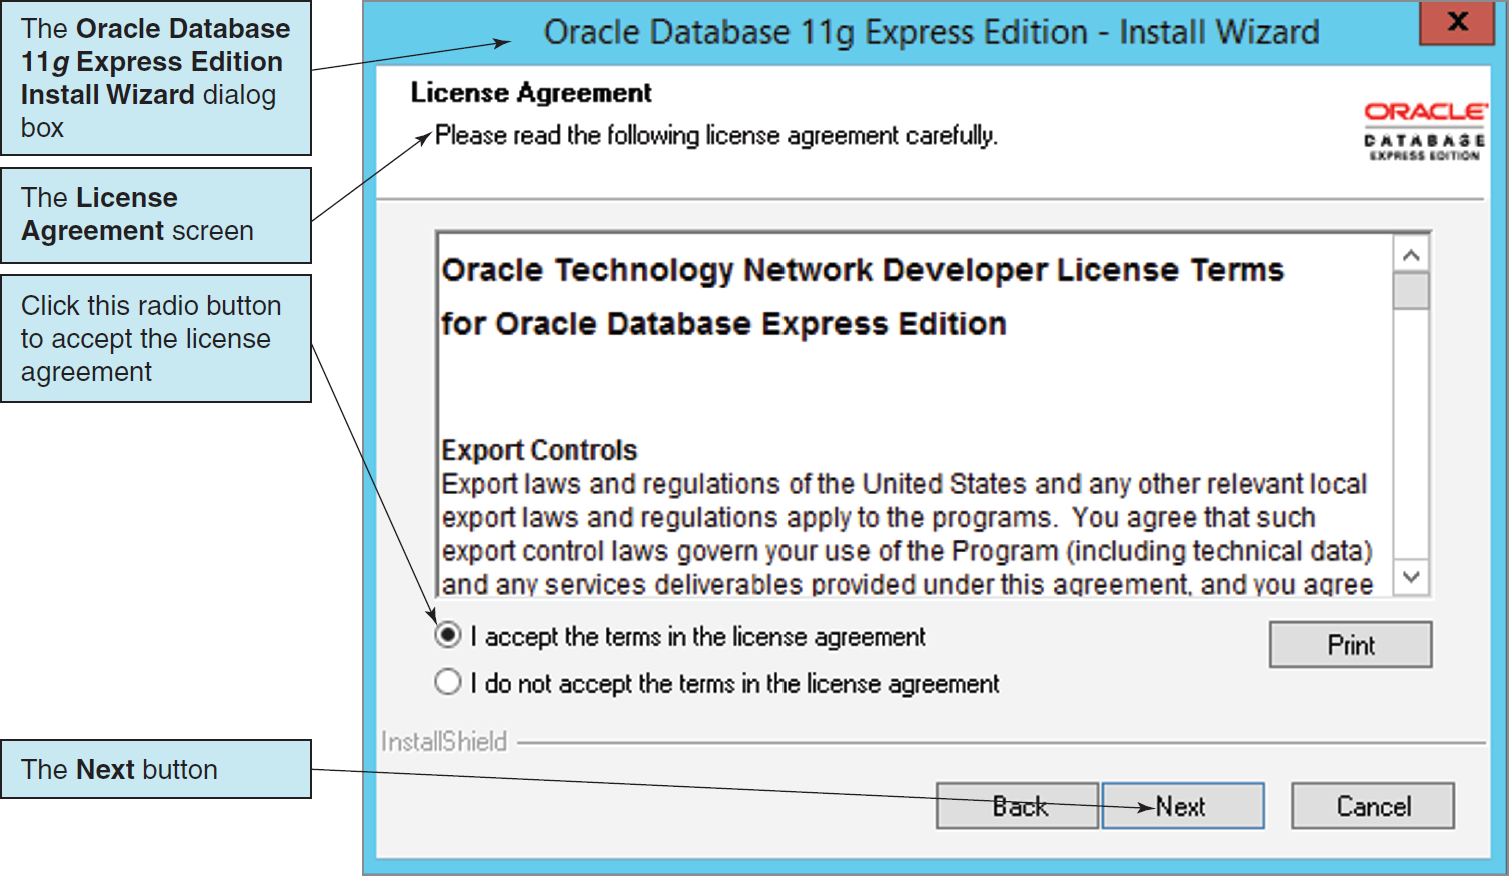 The Oracle Database
11g Express Edition
Install Wizard dialog
box
The License
Agreement screen
Click this radio button
to accept the license
agreement
The Next button
Oracle Database 11g Express Edition - Install Wizard
x
License Agreement
Please read the following license agreement carefully.
ORACLE
DATABASE
EXPRESS EDITION
Oracle Technology Network Developer License Terms
for Oracle Database Express Edition
Export Controls
Export laws and regulations of the United States and any other relevant local
export laws and regulations apply to the programs.  You agree that such
export control laws govern your use of the Program (including technical data)
and any services deliverables provided under this agreement, and you agree
I accept the terms in the license agreement
Print
I do not accept the terms in the license agreement
InstallShield
Back
Next
Cancel